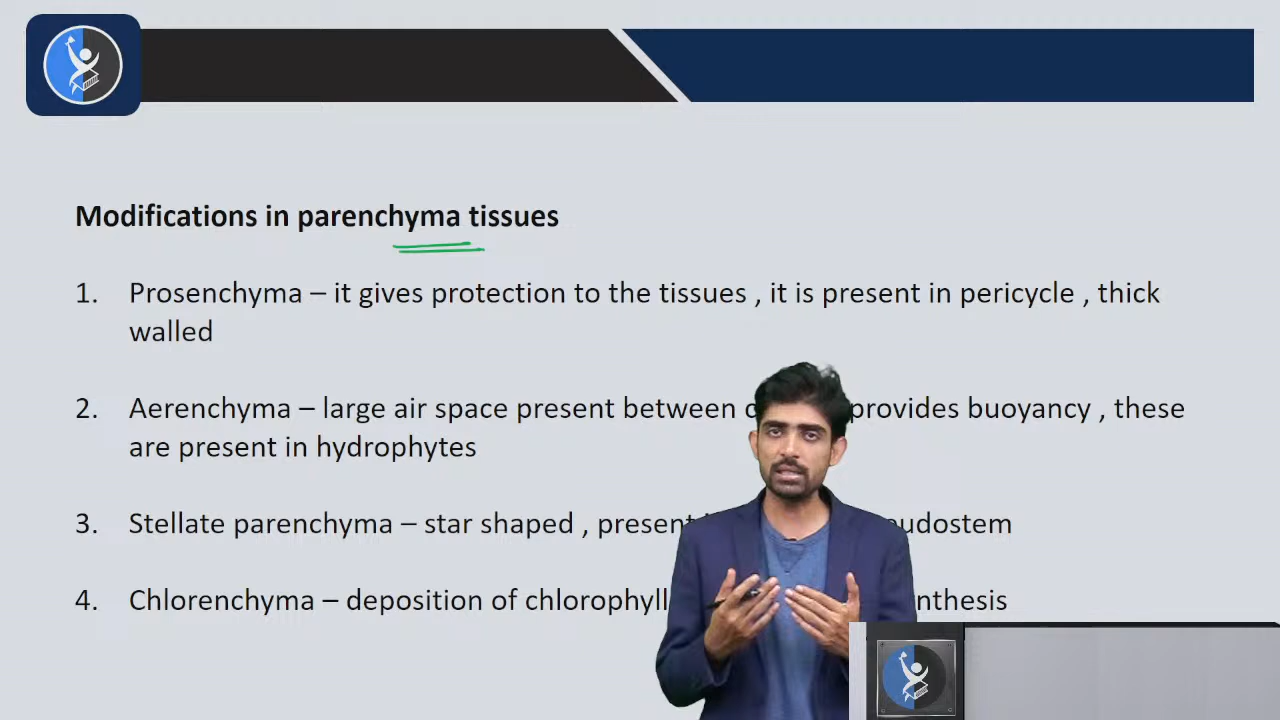 Modifications in parenchyma tissues
1. Prosenchyma – it gives protection to the tissues , it is present in pericycle , thick
walled
2. Aerenchyma – large air space present between provides buoyancy , these
are present in hydrophytes
3. Stellate parenchyma – star shaped , present
4. Chlorenchyma – deposition of chlorophyll